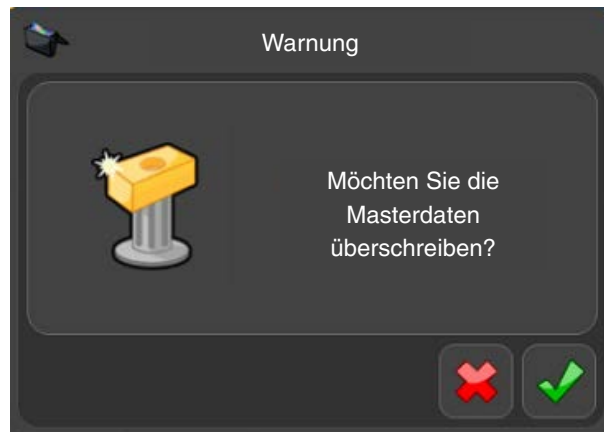 Warnung
Möchten Sie die
Masterdaten
überschreiben?